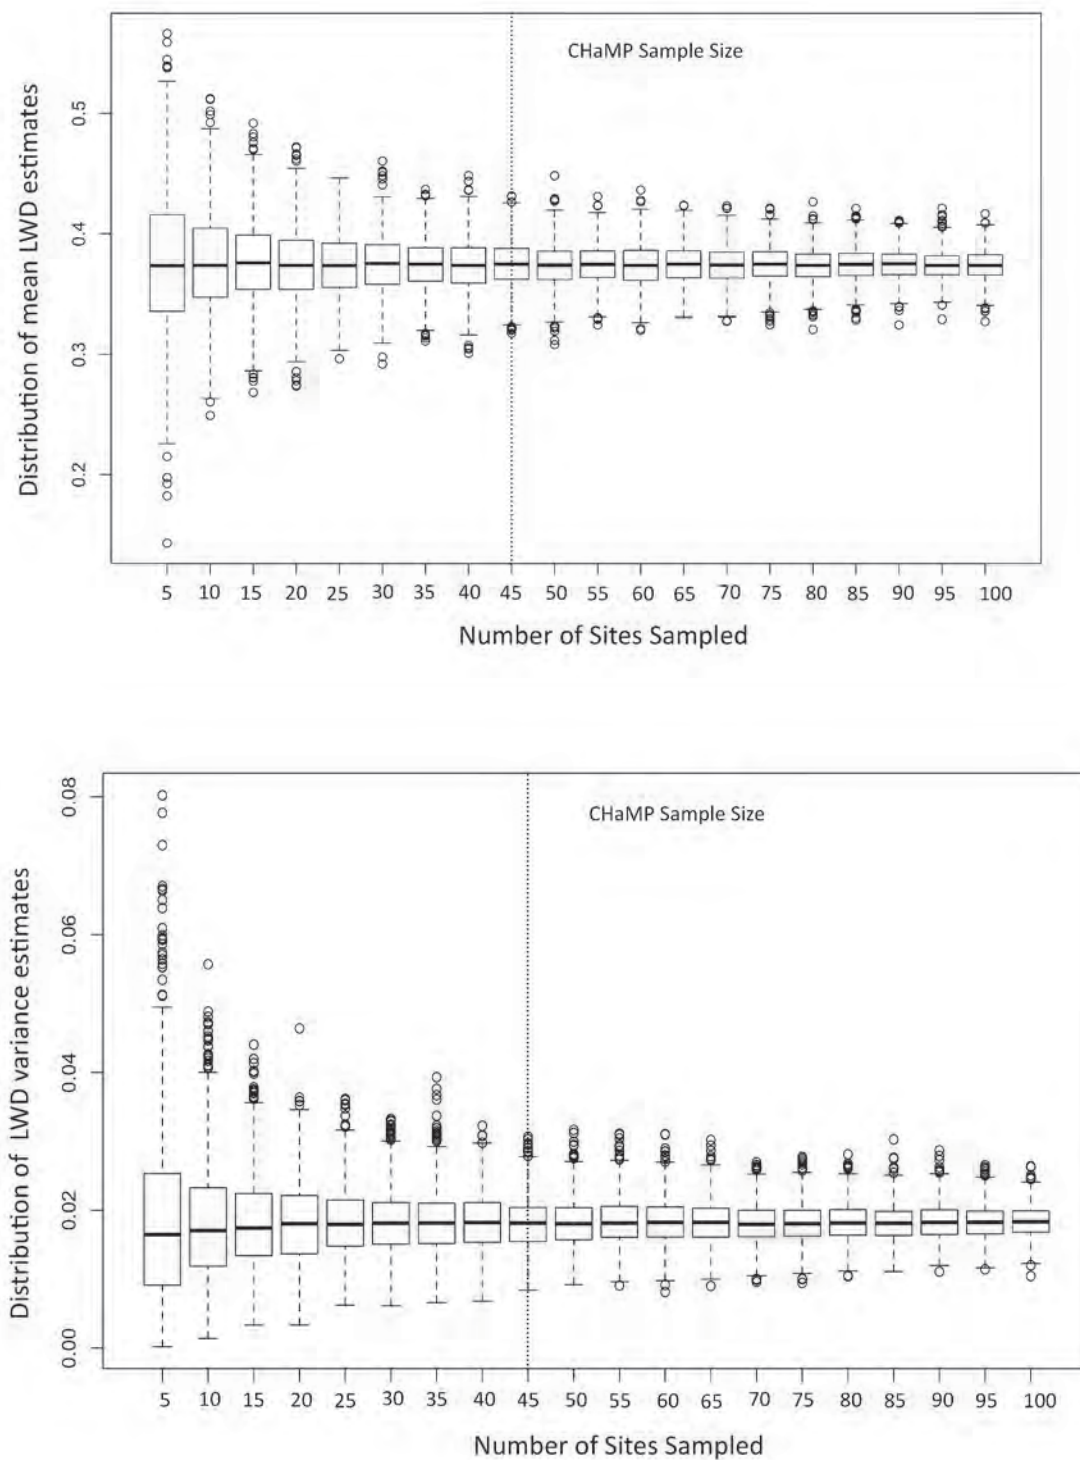 CHaMP Sample Size
Distribution of mean LWD estimates
0.5
0.4
0.3
0.2
5 10 15 20 25 30 35 40 45 50 55 60 65 70 75 80 85 90 95 100
Number of Sites Sampled
CHaMP Sample Size
Distribution of LWD variance estimates
0.08
0.06
0.04
0.02
0.00
5 10 15 20 25 30 35 40 45 50 55 60 65 70 75 80 85 90 95 100
Number of Sites Sampled